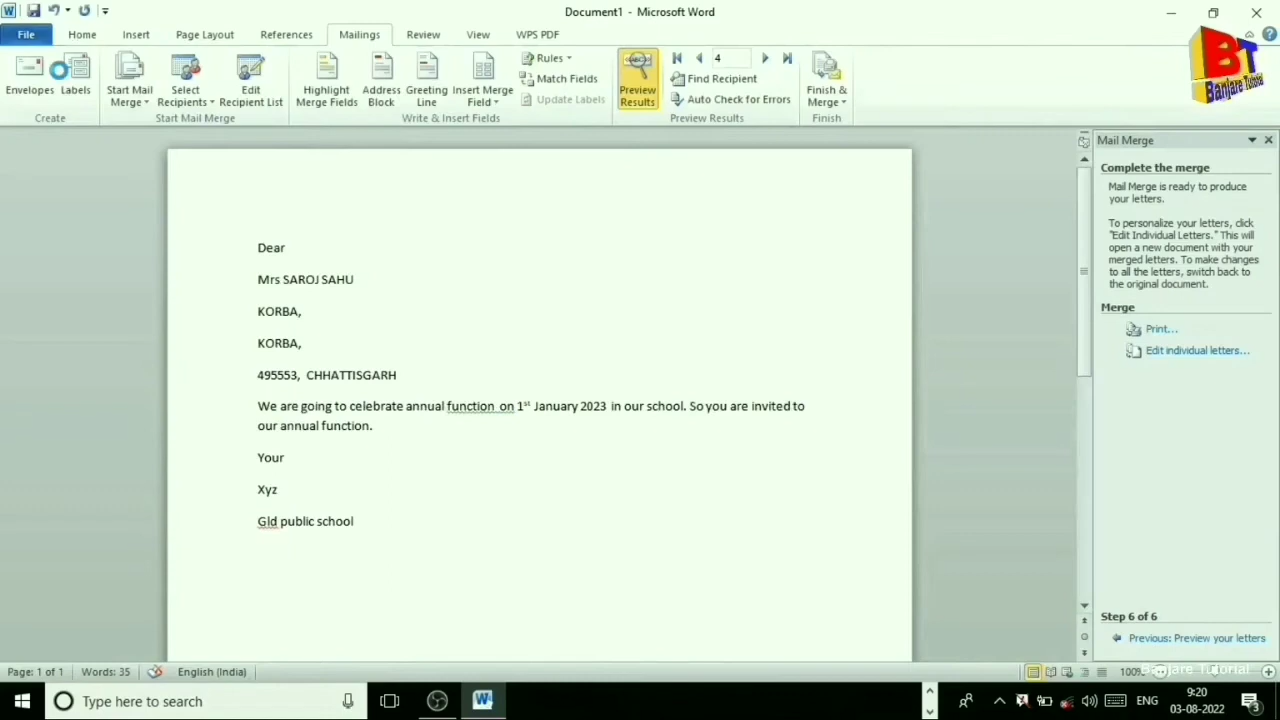 Document1 - Microsoft Word
File Home Insert Page Layout References Mailings Review View WPS PDF
BT
Banjare Tutorial
Envelopes Labels
Create
Start Mail Merge
Select Recipients
Edit Recipient List
Start Mail Merge
Highlight Merge Fields
Address Block
Greeting Line
Insert Merge Field
Rules
Match Fields
Update Labels
Write & Insert Fields
ABC
Preview Results
4
Find Recipient
Auto Check for Errors
Preview Results
Finish & Merge
Finish
Dear
Mrs SAROJ SAHU
KORBA,
KORBA,
495553, CHHATTISGARH
We are going to celebrate annual function on 1st January 2023 in our school. So you are invited to
our annual function.
Your
Xyz
Gld public school
Mail Merge
Complete the merge
Mail Merge is ready to produce
your letters.
To personalize your letters, click
"Edit Individual Letters." This will
open a new document with your
merged letters. To make changes
to all the letters, switch back to
the original document.
Merge
Print...
Edit individual letters...
Step 6 of 6
Previous: Preview your letters
Page: 1 of 1 Words: 35 English (India) 100%
Banjare Tutorial
Type here to search
ENG
9:20
03-08-2022
3